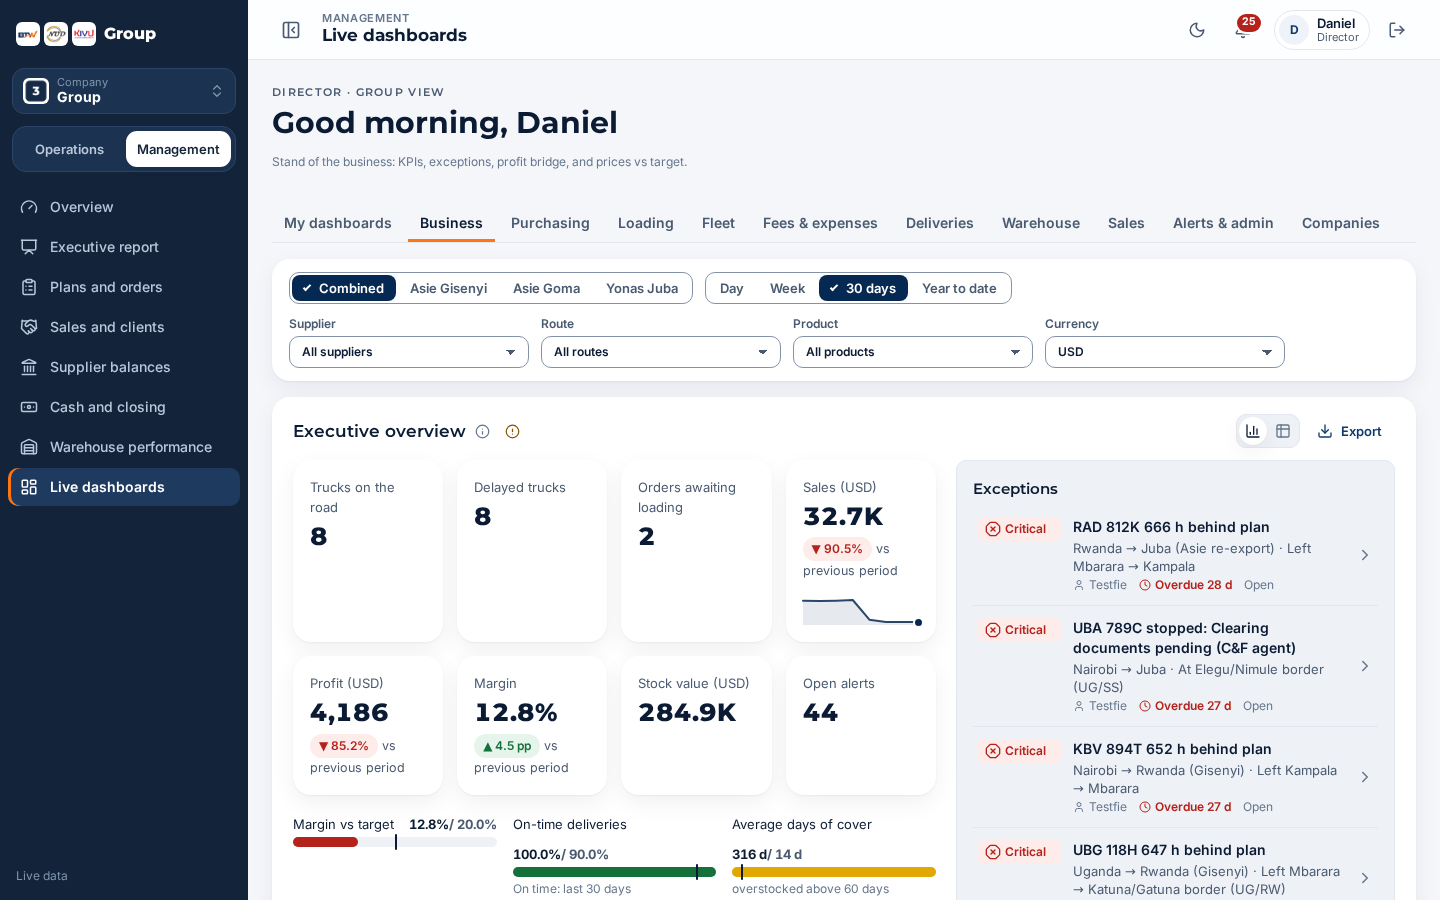 BTW
NUD
KIVU
Group
Company
3
Group
Operations
Management
Overview
Executive report
Plans and orders
Sales and clients
Supplier balances
Cash and closing
Warehouse performance
Live dashboards
Live data
MANAGEMENT
Live dashboards
25
D
Daniel
Director
DIRECTOR · GROUP VIEW
Good morning, Daniel
Stand of the business: KPIs, exceptions, profit bridge, and prices vs target.
My dashboards
Business
Purchasing
Loading
Fleet
Fees & expenses
Deliveries
Warehouse
Sales
Alerts & admin
Companies
Combined
Asie Gisenyi
Asie Goma
Yonas Juba
Day
Week
30 days
Year to date
Supplier
Route
Product
Currency
All suppliers
All routes
All products
USD
Executive overview
Export
Trucks on the
road
8
Delayed trucks
8
Orders awaiting
loading
2
Sales (USD)
32.7K
▼ 90.5% vs
previous period
Profit (USD)
4,186
▼ 85.2% vs
previous period
Margin
12.8%
▲ 4.5 pp vs
previous period
Stock value (USD)
284.9K
Open alerts
44
Margin vs target 12.8%/ 20.0%
On-time deliveries
100.0%/ 90.0%
On time: last 30 days
Average days of cover
316 d/ 14 d
overstocked above 60 days
Exceptions
Critical
RAD 812K 666 h behind plan
Rwanda → Juba (Asie re-export) · Left
Mbarara → Kampala
Testfie Overdue 28 d Open
Critical
UBA 789C stopped: Clearing
documents pending (C&F agent)
Nairobi → Juba · At Elegu/Nimule border
(UG/SS)
Testfie Overdue 27 d Open
Critical
KBV 894T 652 h behind plan
Nairobi → Rwanda (Gisenyi) · Left Kampala
→ Mbarara
Testfie Overdue 27 d Open
Critical
UBG 118H 647 h behind plan
Uganda → Rwanda (Gisenyi) · Left Mbarara
→ Katuna/Gatuna border (UG/RW)